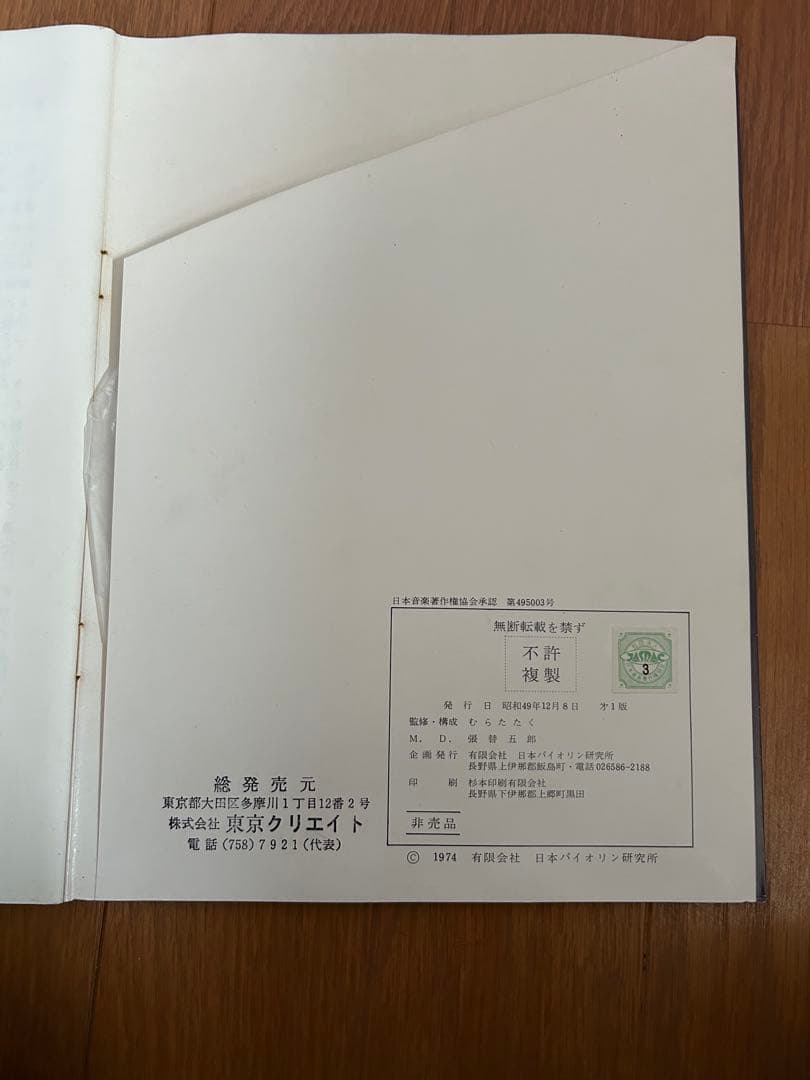 日本音楽著作権協会承認 第495003号
無断転載を禁ず
不許
複製
JASRAC
3
発行日 昭和49年12月8日 才1版
監修・構成 むらたたく
M. D. 張替五郎
企画発行 有限会社 日本バイオリン研究所
長野県上伊那郡飯島町・電話026586-2188
印刷 杉本印刷有限会社
長野県下伊那郡上郷町黒田
非売品
© 1974 有限会社 日本バイオリン研究所
総発売元
東京都大田区多摩川1丁目12番2号
株式会社 東京クリエイト
電話(758)7921(代表)